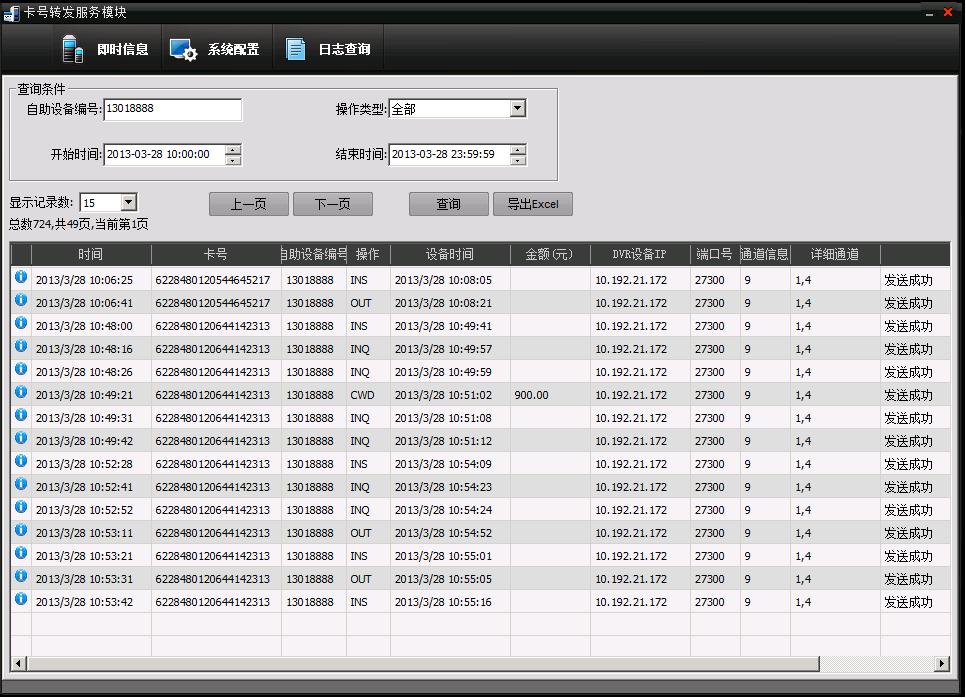 卡号转发服务模块
即时信息 系统配置 日志查询
查询条件
自助设备编号: 13018888 操作类型: 全部
开始时间: 2013-03-28 10:00:00 结束时间: 2013-03-28 23:59:59
显示记录数: 15 上一页 下一页 查询 导出Excel
总数724,共49页,当前第1页
时间 卡号 自助设备编号 操作 设备时间 金额(元) DVR设备IP 端口号 通道信息 详细通道
2013/3/28 10:06:25 6228480120544645217 13018888 INS 2013/3/28 10:08:05 10.192.21.172 27300 9 1,4 发送成功
2013/3/28 10:06:41 6228480120544645217 13018888 OUT 2013/3/28 10:08:21 10.192.21.172 27300 9 1,4 发送成功
2013/3/28 10:48:00 6228480120644142313 13018888 INS 2013/3/28 10:49:41 10.192.21.172 27300 9 1,4 发送成功
2013/3/28 10:48:16 6228480120644142313 13018888 INQ 2013/3/28 10:49:57 10.192.21.172 27300 9 1,4 发送成功
2013/3/28 10:48:26 6228480120644142313 13018888 INQ 2013/3/28 10:49:59 10.192.21.172 27300 9 1,4 发送成功
2013/3/28 10:49:21 6228480120644142313 13018888 CWD 2013/3/28 10:51:02 900.00 10.192.21.172 27300 9 1,4 发送成功
2013/3/28 10:49:31 6228480120644142313 13018888 INQ 2013/3/28 10:51:08 10.192.21.172 27300 9 1,4 发送成功
2013/3/28 10:49:42 6228480120644142313 13018888 INQ 2013/3/28 10:51:12 10.192.21.172 27300 9 1,4 发送成功
2013/3/28 10:52:28 6228480120644142313 13018888 INS 2013/3/28 10:54:09 10.192.21.172 27300 9 1,4 发送成功
2013/3/28 10:52:41 6228480120644142313 13018888 INQ 2013/3/28 10:54:23 10.192.21.172 27300 9 1,4 发送成功
2013/3/28 10:52:52 6228480120644142313 13018888 INQ 2013/3/28 10:54:24 10.192.21.172 27300 9 1,4 发送成功
2013/3/28 10:53:11 6228480120644142313 13018888 OUT 2013/3/28 10:54:52 10.192.21.172 27300 9 1,4 发送成功
2013/3/28 10:53:21 6228480120644142313 13018888 INS 2013/3/28 10:55:01 10.192.21.172 27300 9 1,4 发送成功
2013/3/28 10:53:31 6228480120644142313 13018888 OUT 2013/3/28 10:55:05 10.192.21.172 27300 9 1,4 发送成功
2013/3/28 10:53:42 6228480120644142313 13018888 INS 2013/3/28 10:55:16 10.192.21.172 27300 9 1,4 发送成功